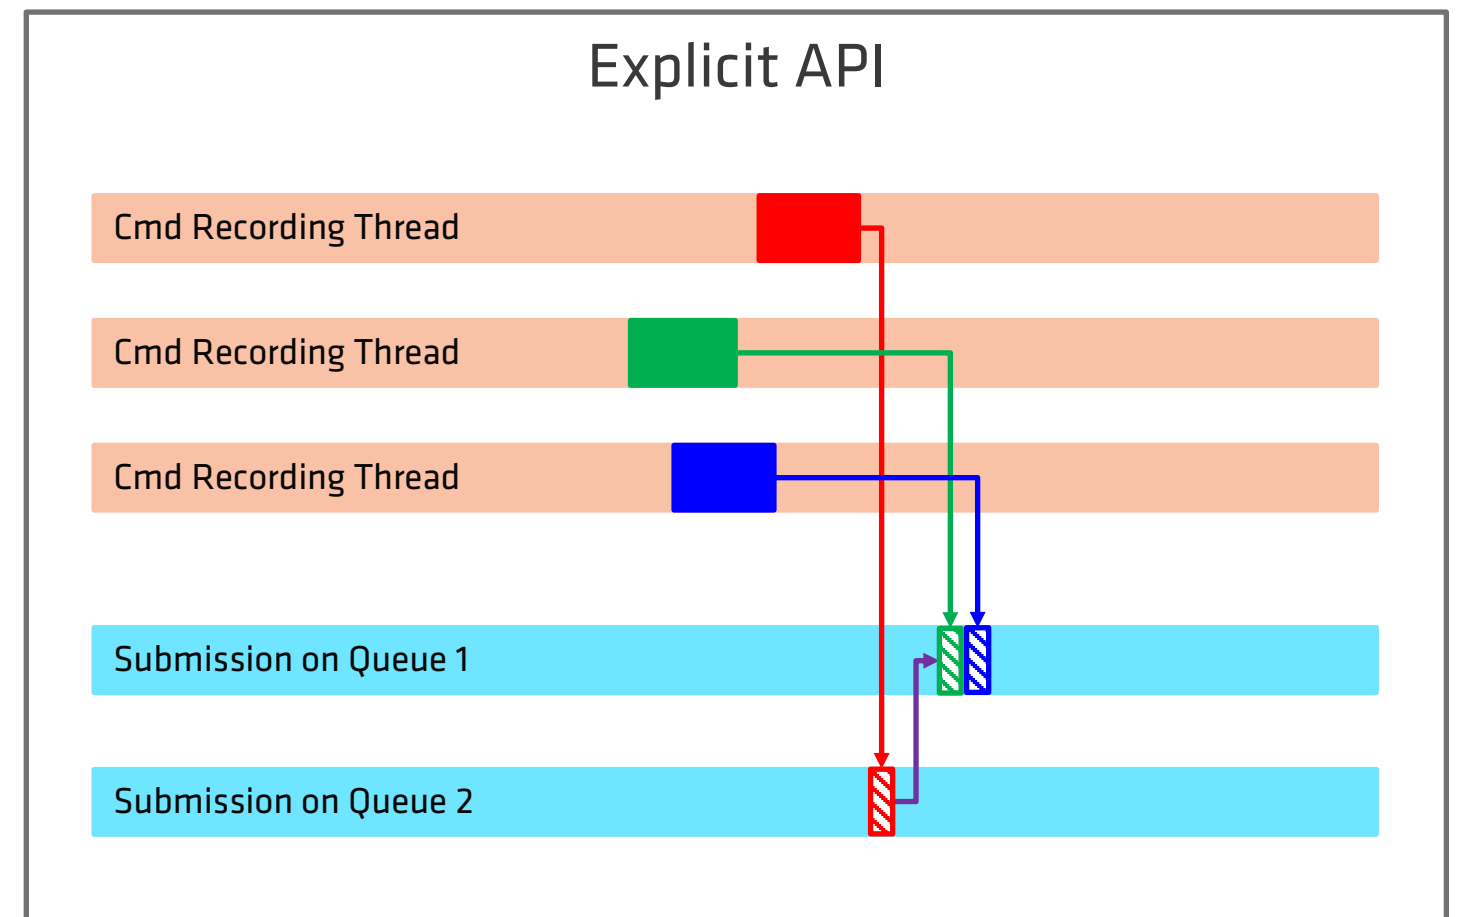 Explicit API
Cmd Recording Thread
Cmd Recording Thread
Cmd Recording Thread
Submission on Queue 1
Submission on Queue 2